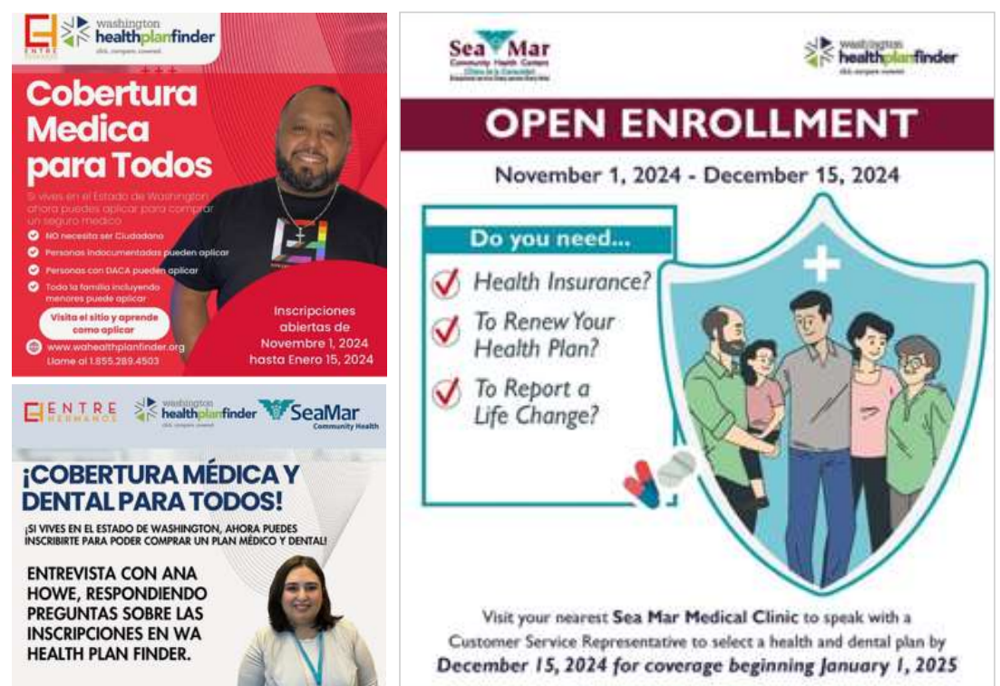 ENTRE
HERMANOS
washington
healthplanfinder
click. compare. covered.
Cobertura
Medica
para Todos
Si vives en el Estado de Washington
ahora puedes aplicar para comprar
un seguro medico
NO necesita ser Ciudadano
Personas Indocumentadas pueden aplicar
Personas con DACA pueden aplicar
Toda la familia incluyendo
menores puede aplicar
Visita el sitio y aprende
como aplicar
www.wahealthplanfinder.org
Llame al 1.855.289.4503
Inscripciones
abiertas de
Novembre 1, 2024
hasta Enero 15, 2024
ENTRE
HERMANOS
washington
healthplanfinder
click. compare. covered.
SeaMar
Community Health
¡COBERTURA MÉDICA Y
DENTAL PARA TODOS!
¡SI VIVES EN EL ESTADO DE WASHINGTON, AHORA PUEDES
INSCRIBIRTE PARA PODER COMPRAR UN PLAN MÉDICO Y DENTAL!
ENTREVISTA CON ANA
HOWE, RESPONDIENDO
PREGUNTAS SOBRE LAS
INSCRIPCIONES EN WA
HEALTH PLAN FINDER.
Sea Mar
Community Health Centers
washington
healthplanfinder
click. compare. covered.
OPEN ENROLLMENT
November 1, 2024 - December 15, 2024
Do you need...
Health Insurance?
To Renew Your
Health Plan?
To Report a
Life Change?
Visit your nearest Sea Mar Medical Clinic to speak with a
Customer Service Representative to select a health and dental plan by
December 15, 2024 for coverage beginning January 1, 2025